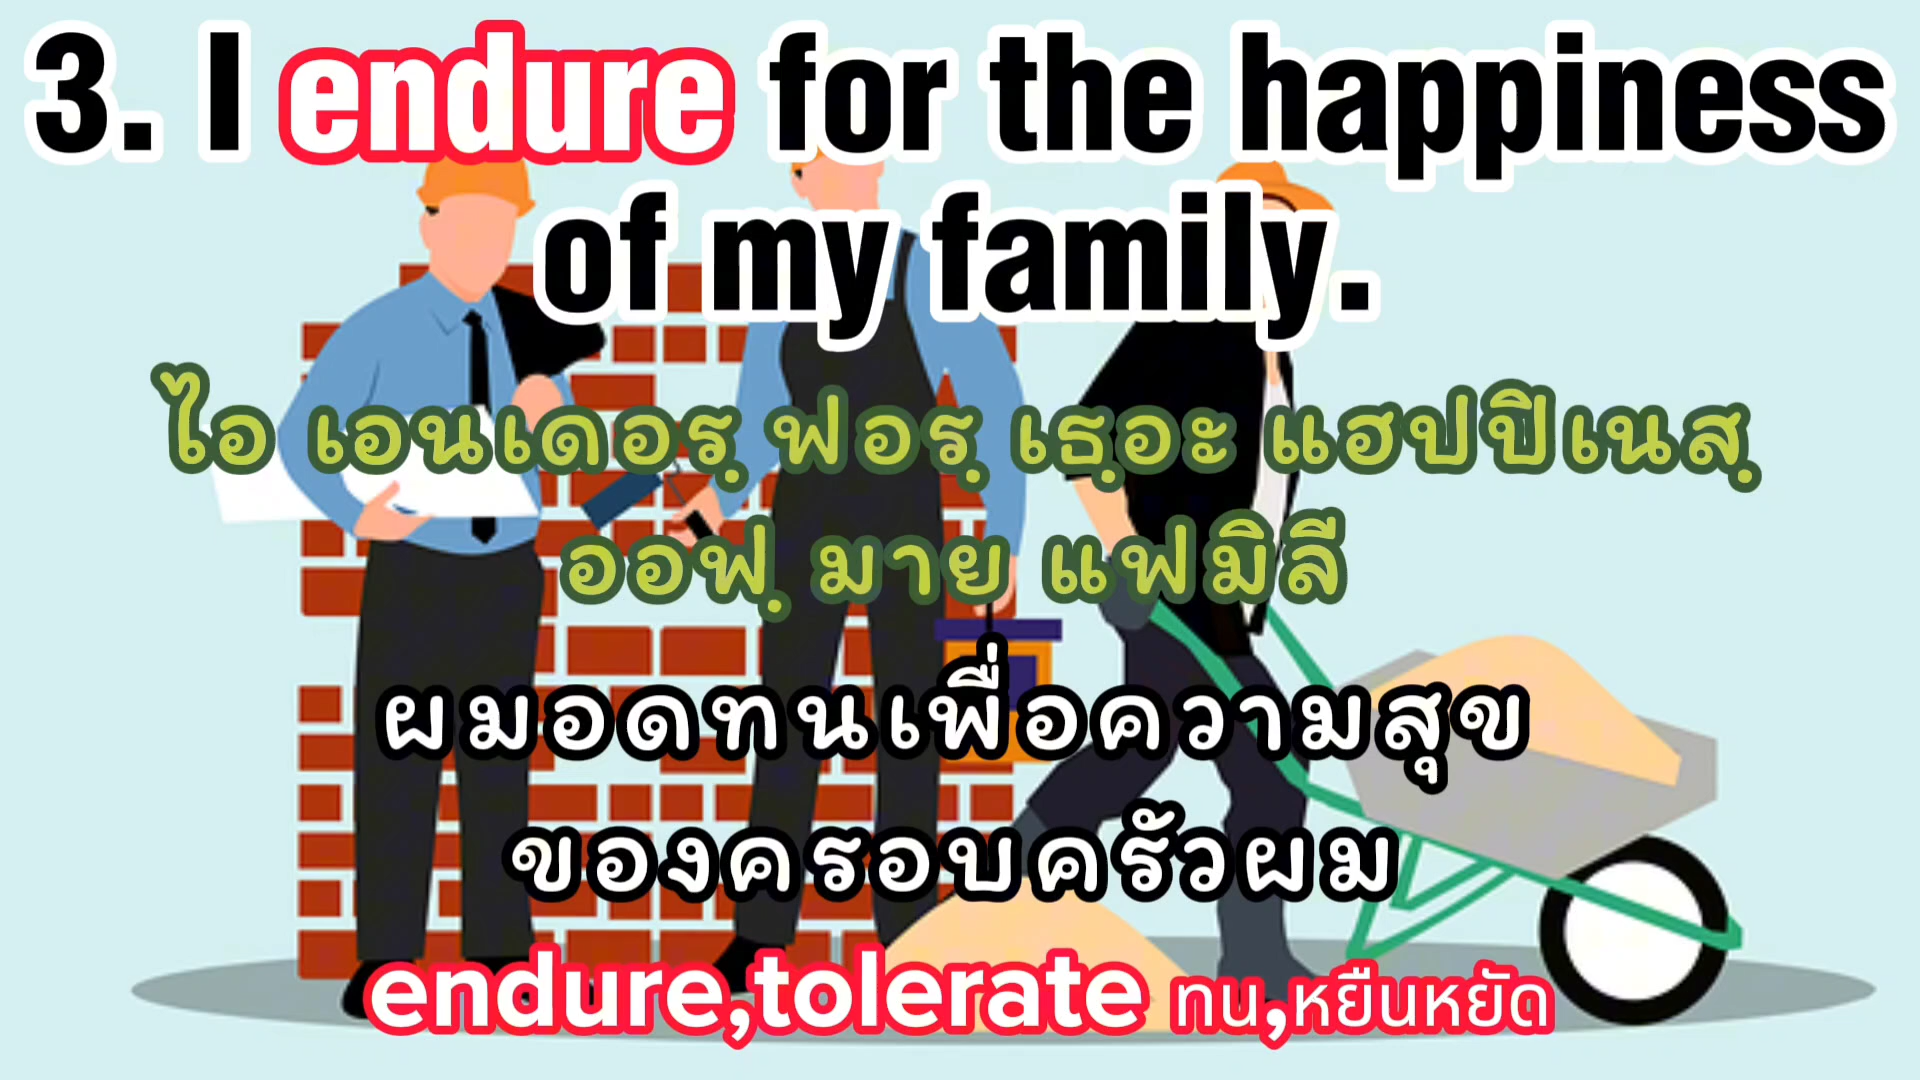 3. I endure for the happiness
of my family.
ไอ เอนเดอรฺ ฟอรฺ เธฺอะ แฮปปิเนสฺ
ออฟฺ มาย แฟมิลี
ผมอดทนเพื่อความสุข
ของครอบครัวผม
endure,tolerate ทน,หยืนหยัด